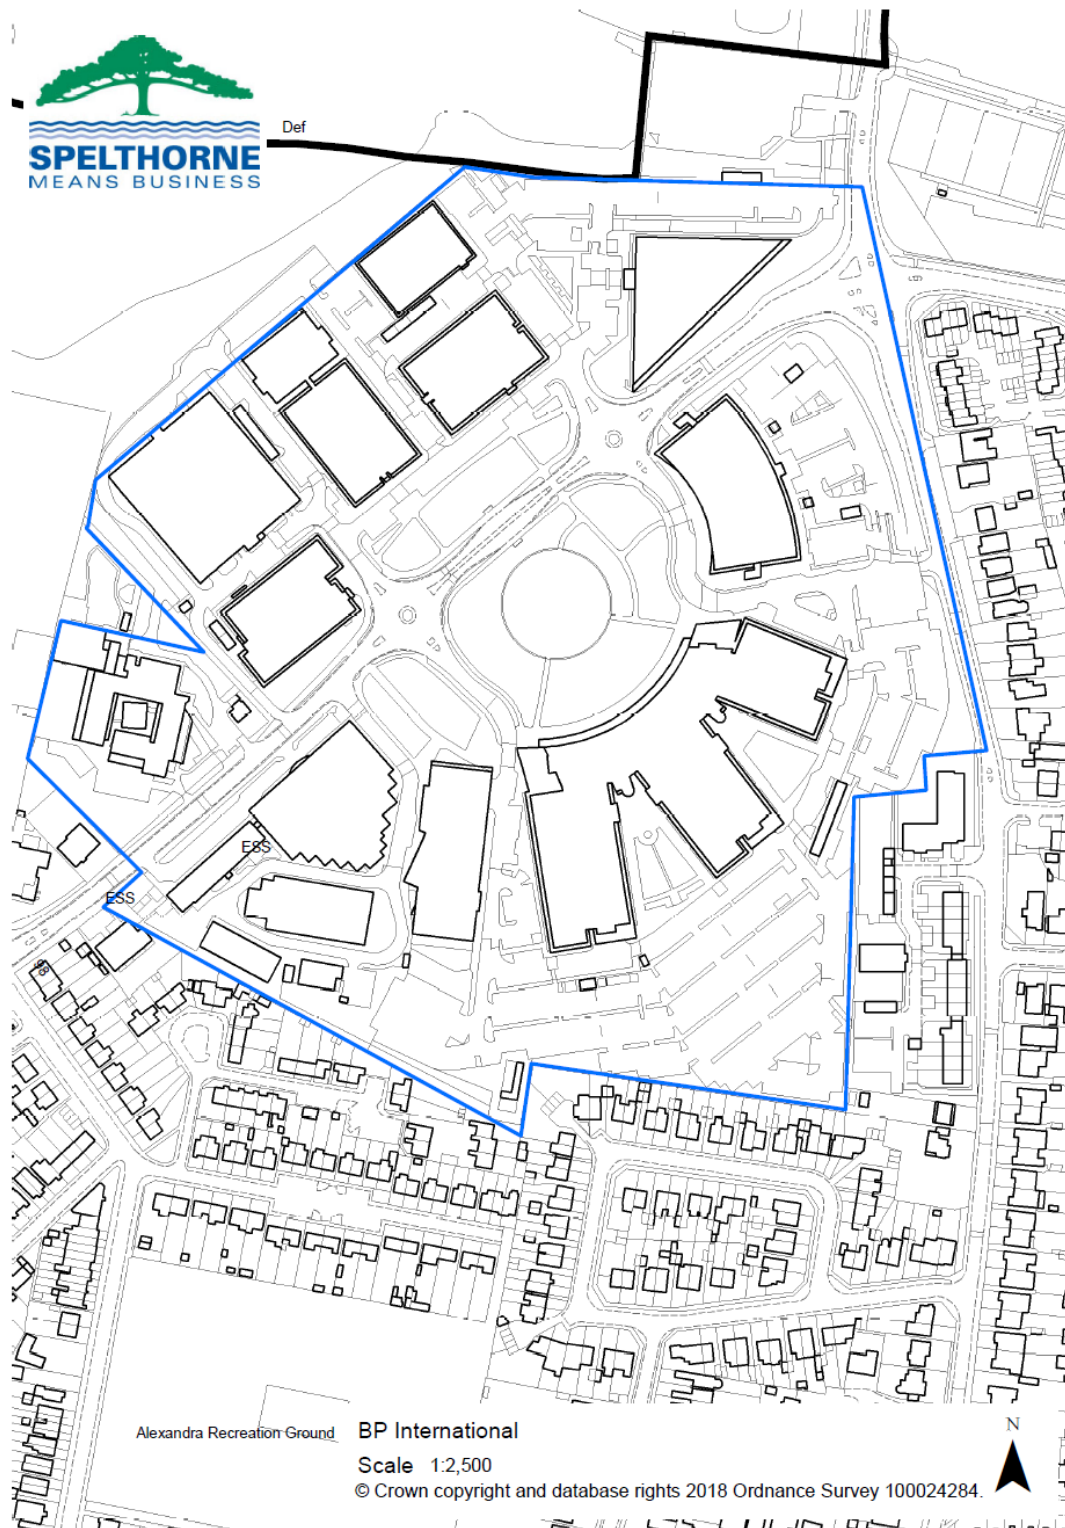 Def
SPELTHORNE
MEANS BUSINESS
ESS
ESS
98
Alexandra Recreation Ground
BP International
Scale 1:2,500
© Crown copyright and database rights 2018 Ordnance Survey 100024284.
N